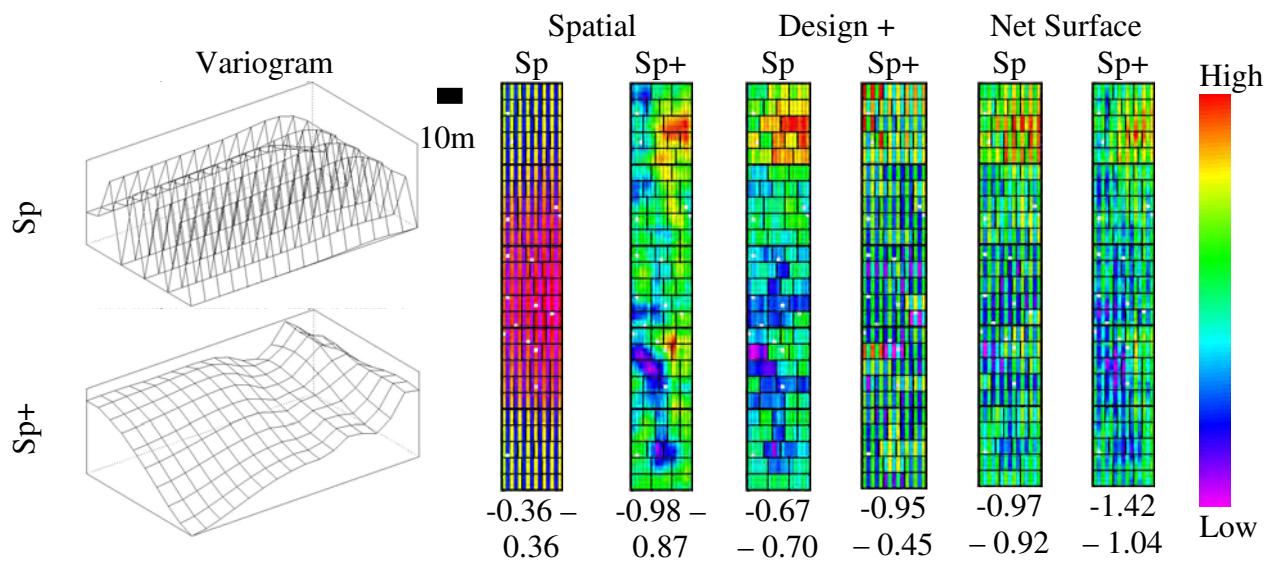 Spatial Design + Net Surface
Variogram Sp Sp+ Sp Sp+ Sp Sp+
High
10m
Sp
Sp+
-0.36 – -0.98 – -0.67 -0.95 -0.97 -1.42
Low
0.36 0.87 – 0.70 – 0.45 – 0.92 – 1.04